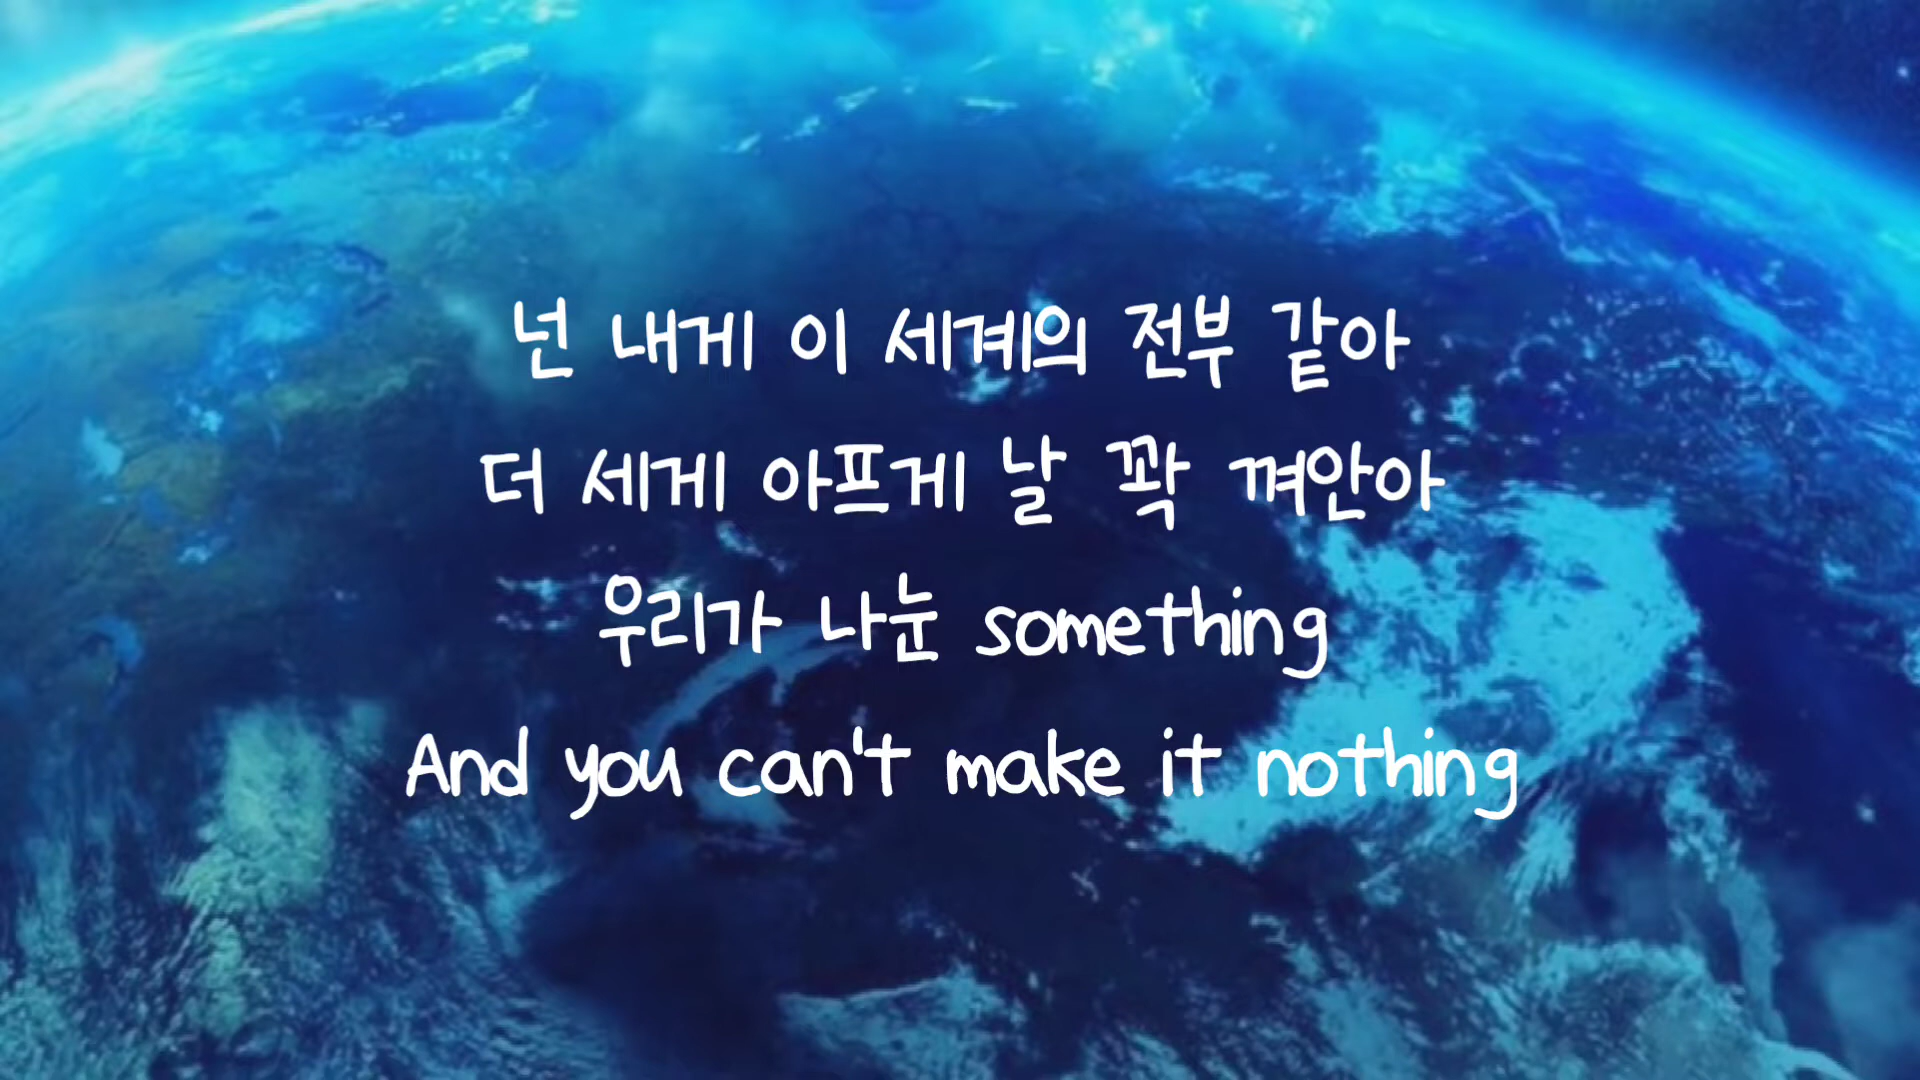 넌 내게 이 세계의 전부 같아
더 세게 아프게 날 꽉 껴안아
우리가 나눈 something
And you can't make it nothing